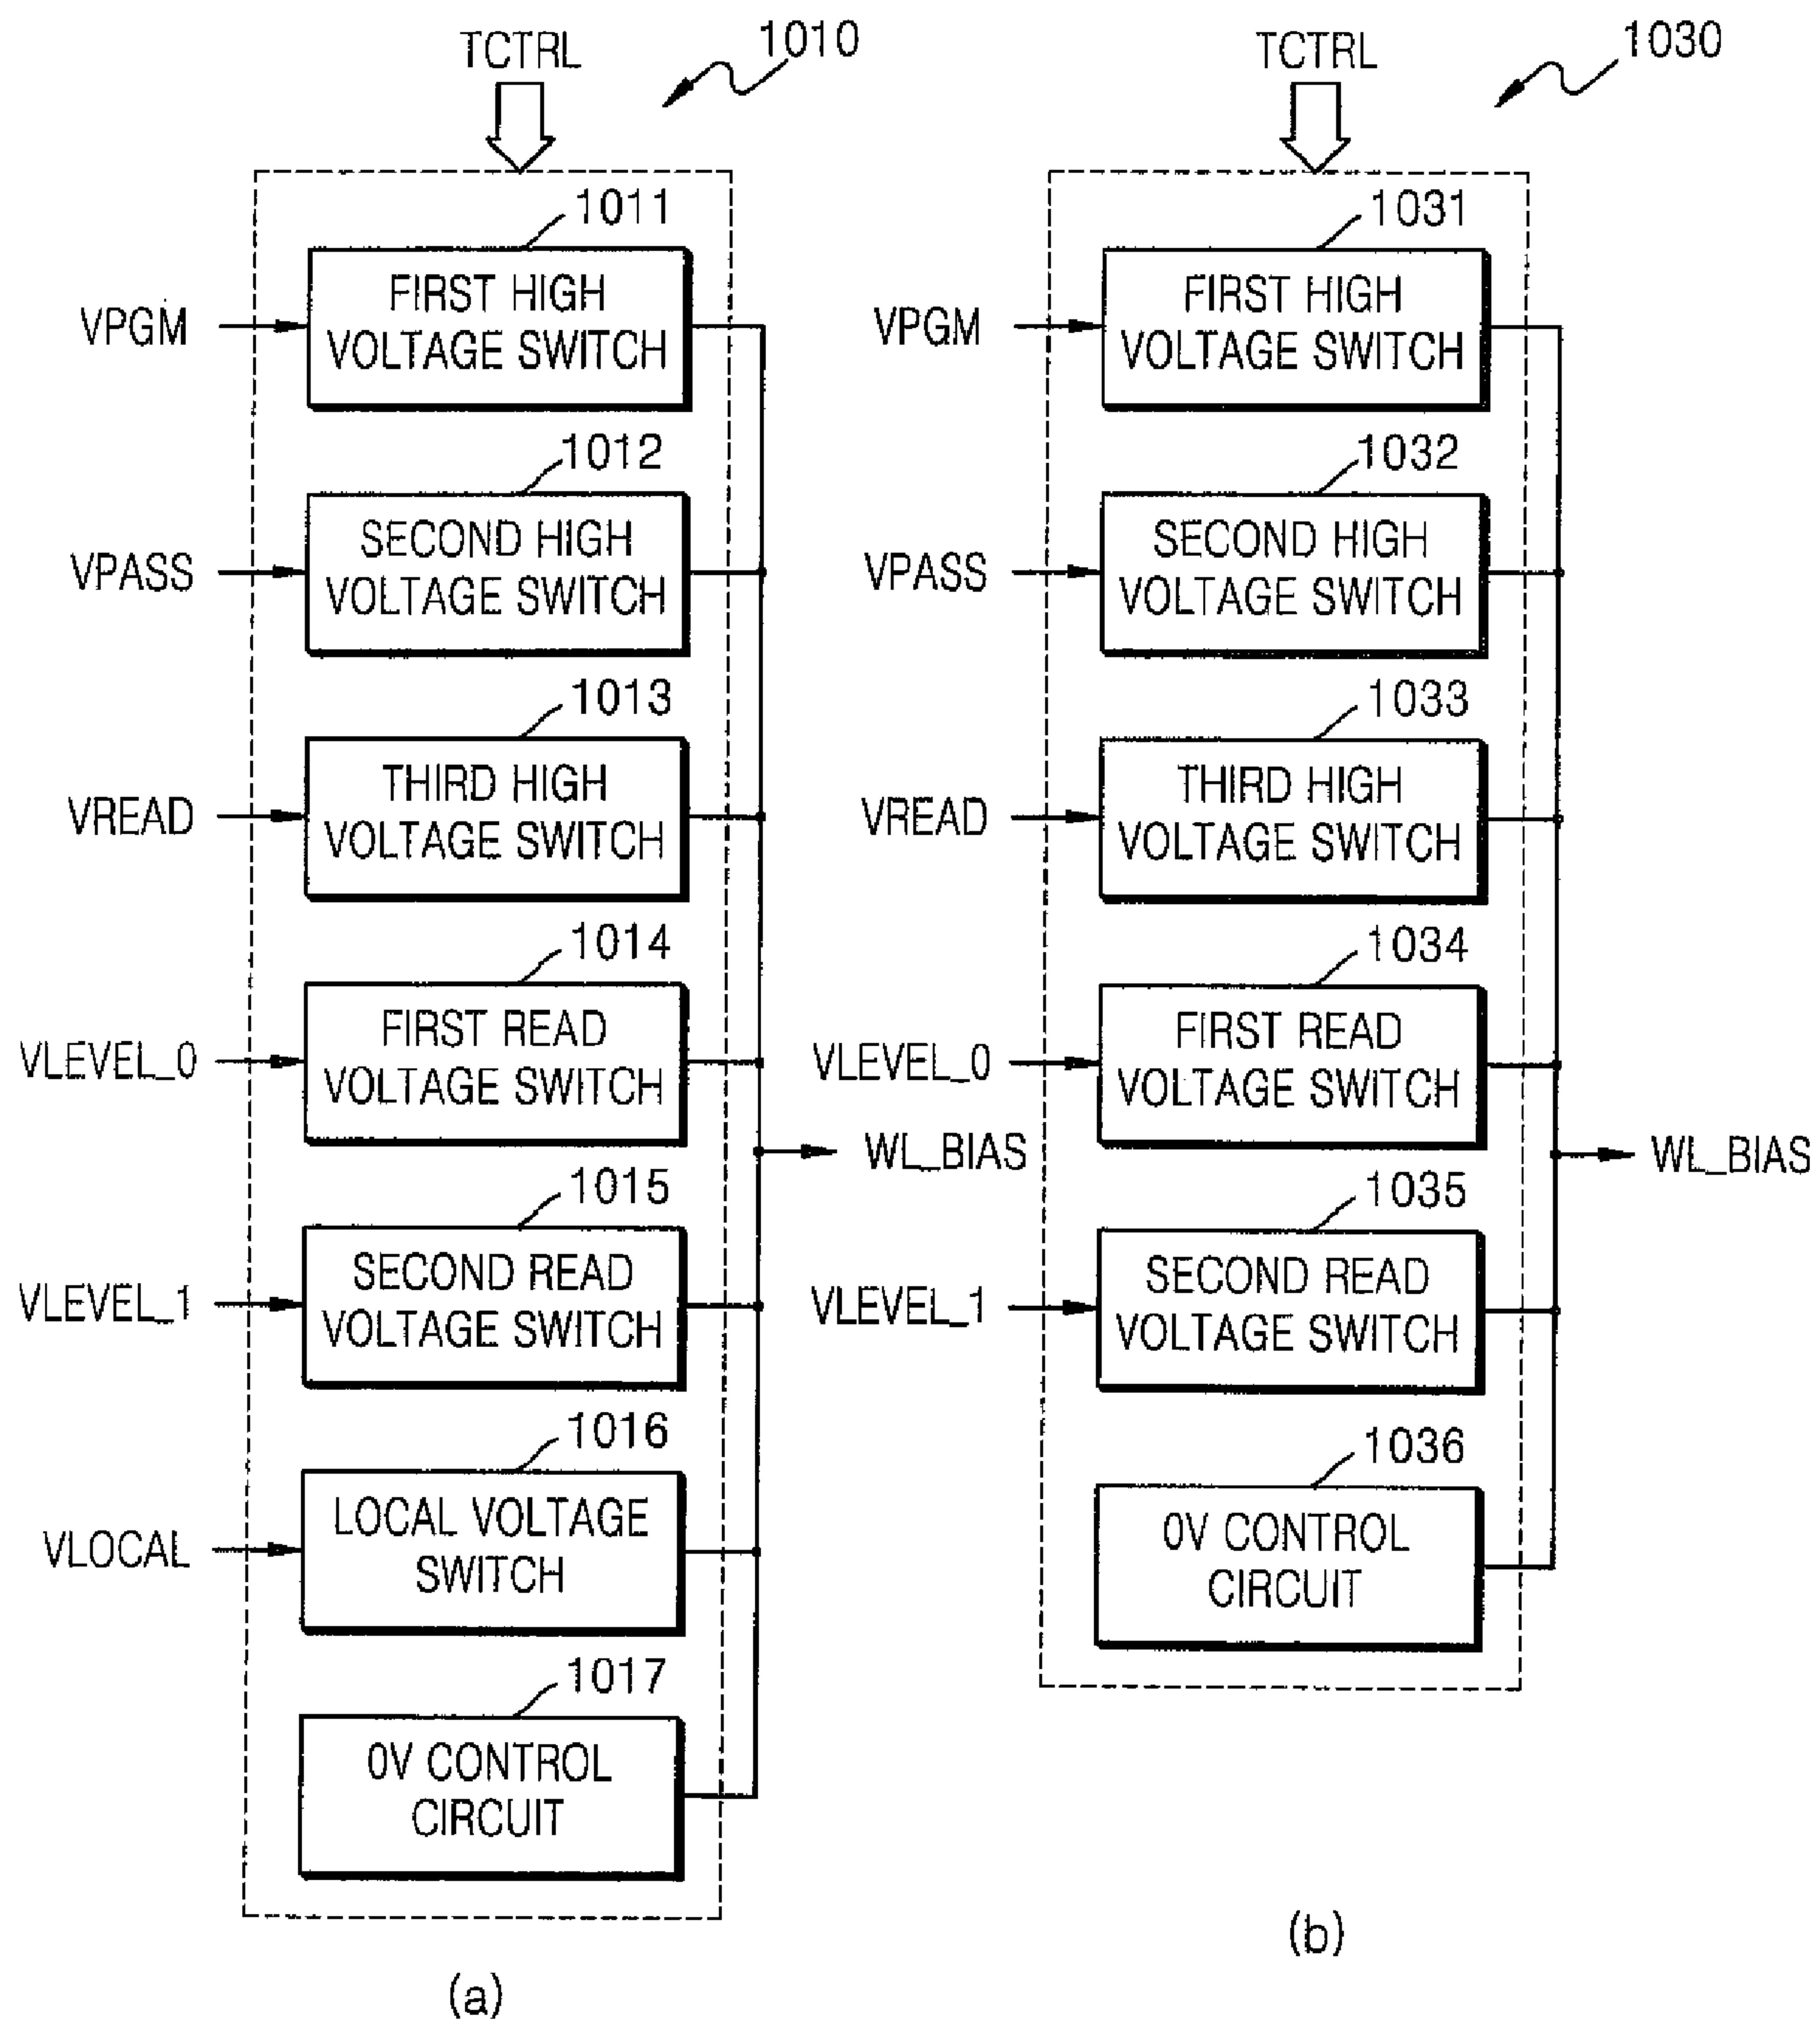 TCTRL
1010
1011
VPGM
FIRST HIGH
VOLTAGE SWITCH
1012
VPASS
SECOND HIGH
VOLTAGE SWITCH
1013
VREAD
THIRD HIGH
VOLTAGE SWITCH
1014
VLEVEL_0
FIRST READ
VOLTAGE SWITCH
WL_BIAS
1015
VLEVEL_1
SECOND READ
VOLTAGE SWITCH
1016
VLOCAL
LOCAL VOLTAGE
SWITCH
1017
0V CONTROL
CIRCUIT
(a)
TCTRL
1030
1031
VPGM
FIRST HIGH
VOLTAGE SWITCH
1032
VPASS
SECOND HIGH
VOLTAGE SWITCH
1033
VREAD
THIRD HIGH
VOLTAGE SWITCH
1034
VLEVEL_0
FIRST READ
VOLTAGE SWITCH
WL_BIAS
1035
VLEVEL_1
SECOND READ
VOLTAGE SWITCH
1036
0V CONTROL
CIRCUIT
(b)